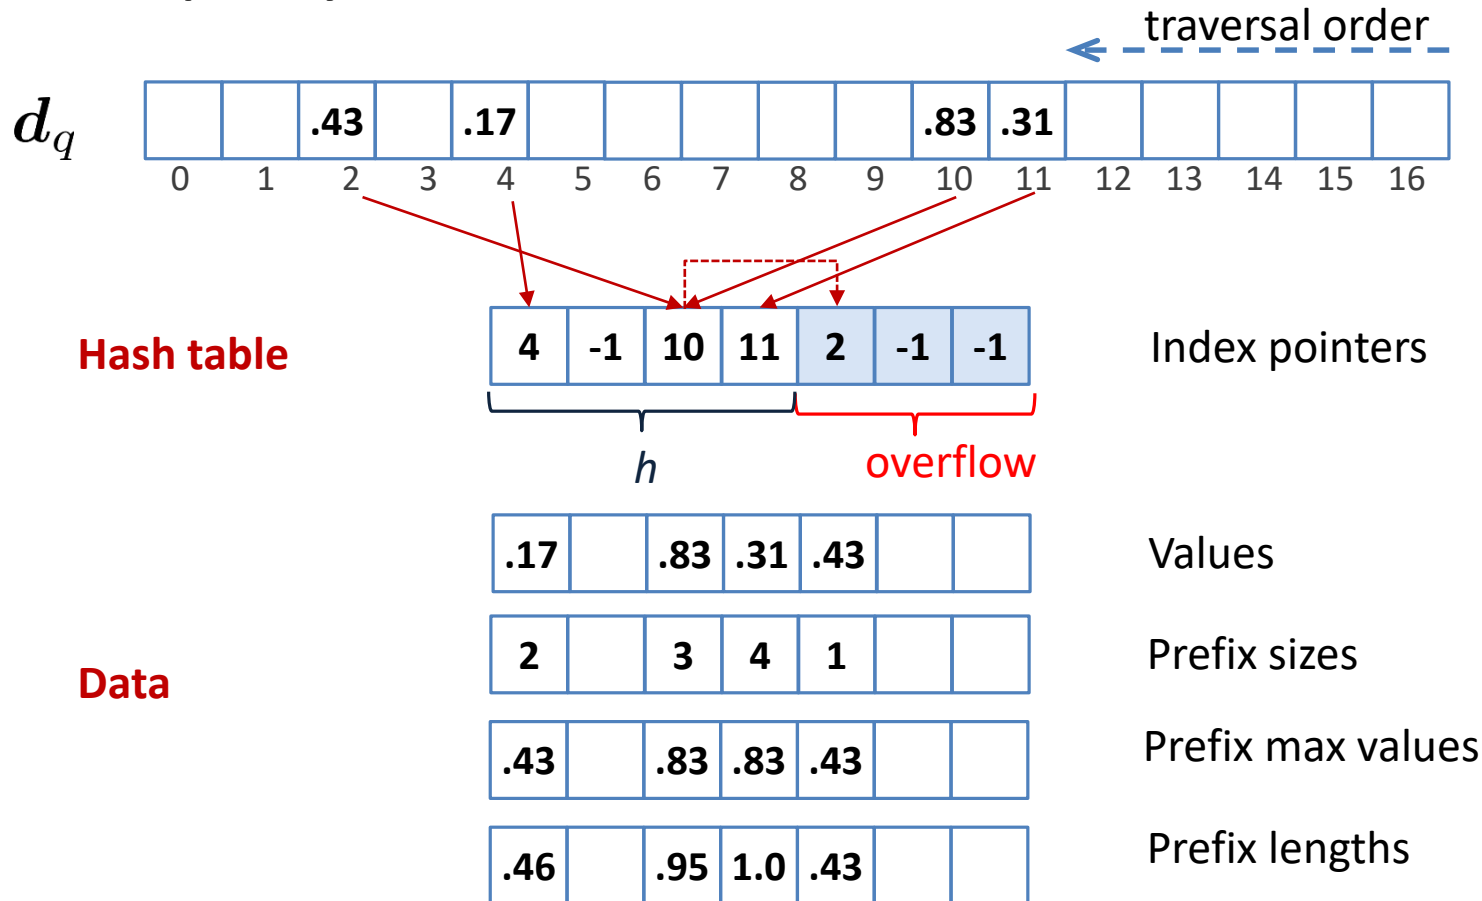 traversal order
d_q .43 .17 .83 .31
0 1 2 3 4 5 6 7 8 9 10 11 12 13 14 15 16
Hash table 4 -1 10 11 2 -1 -1 Index pointers
h overflow
.17 .83 .31 .43 Values
2 3 4 1 Prefix sizes
Data
.43 .83 .83 .43 Prefix max values
.46 .95 1.0 .43 Prefix lengths